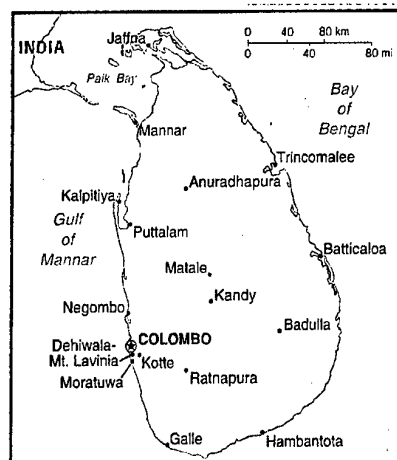 INDIA
Jaffna
0 40 80 km
0 40 80 mi
Palk Bay
Bay
of
Bengal
Mannar
Trincomalee
Anuradhapura
Kalpitiya
Gulf
of
Mannar
Puttalam
Batticaloa
Matale
Kandy
Negombo
Badulla
COLOMBO
Dehiwala-
Mt. Lavinia
Kotte
Moratuwa
Ratnapura
Galle
Hambantota